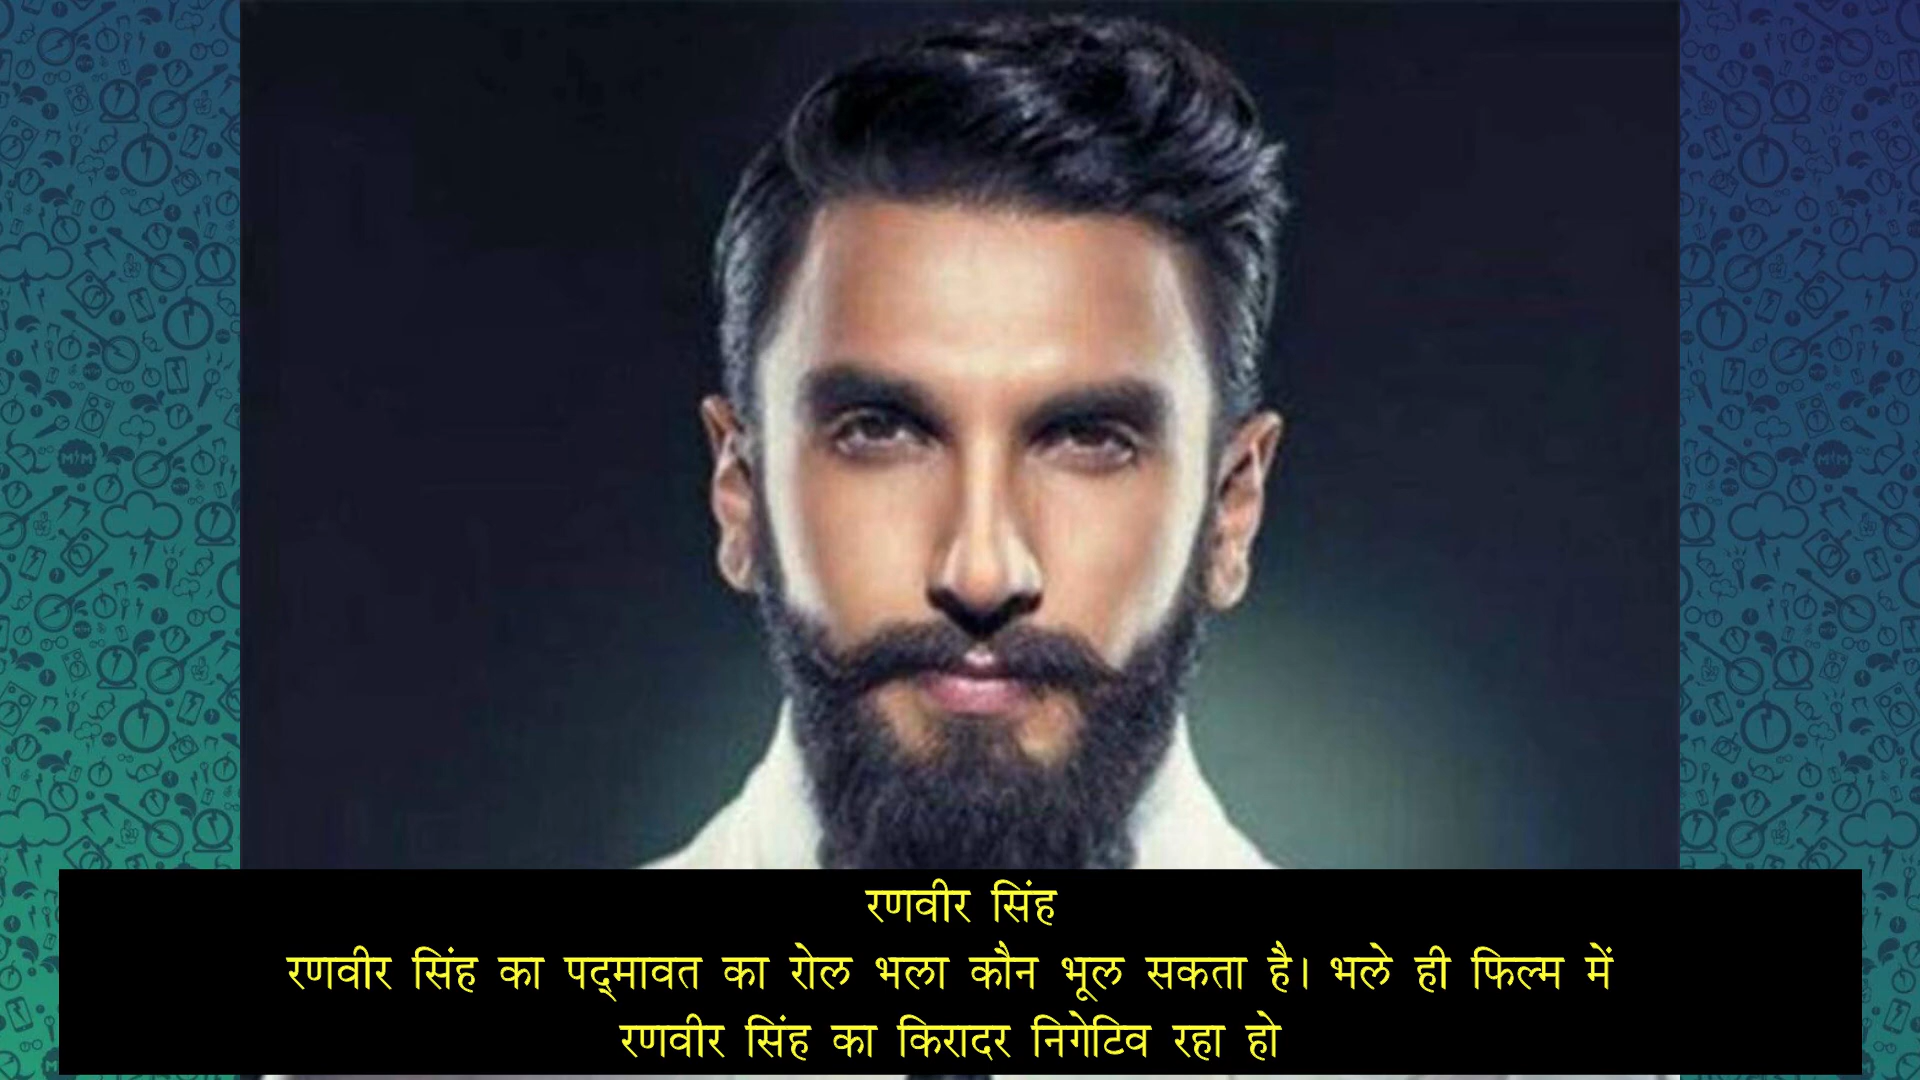 रणवीर सिंह
रणवीर सिंह का पद्मावत का रोल भला कौन भूल सकता है। भले ही फिल्म में
रणवीर सिंह का किरादर निगेटिव रहा हो